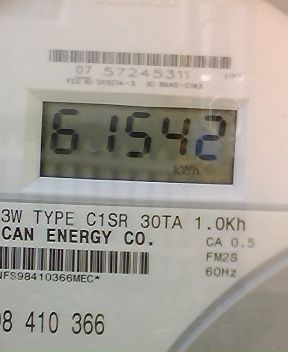 07 57245311
61542
kWh
3W TYPE C1SR 30TA 1.0Kh
CAN ENERGY CO.
CA 0.5
FM2S
60Hz
NFS98410366MEC*
98 410 366